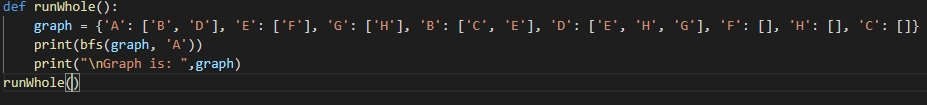 def runWhole():
    graph = {'A': ['B', 'D'], 'E': ['F'], 'G': ['H'], 'B': ['C', 'E'], 'D': ['E', 'H', 'G'], 'F': [], 'H': [], 'C': []}
    print(bfs(graph, 'A'))
    print("\nGraph is: ",graph)
runWhole()